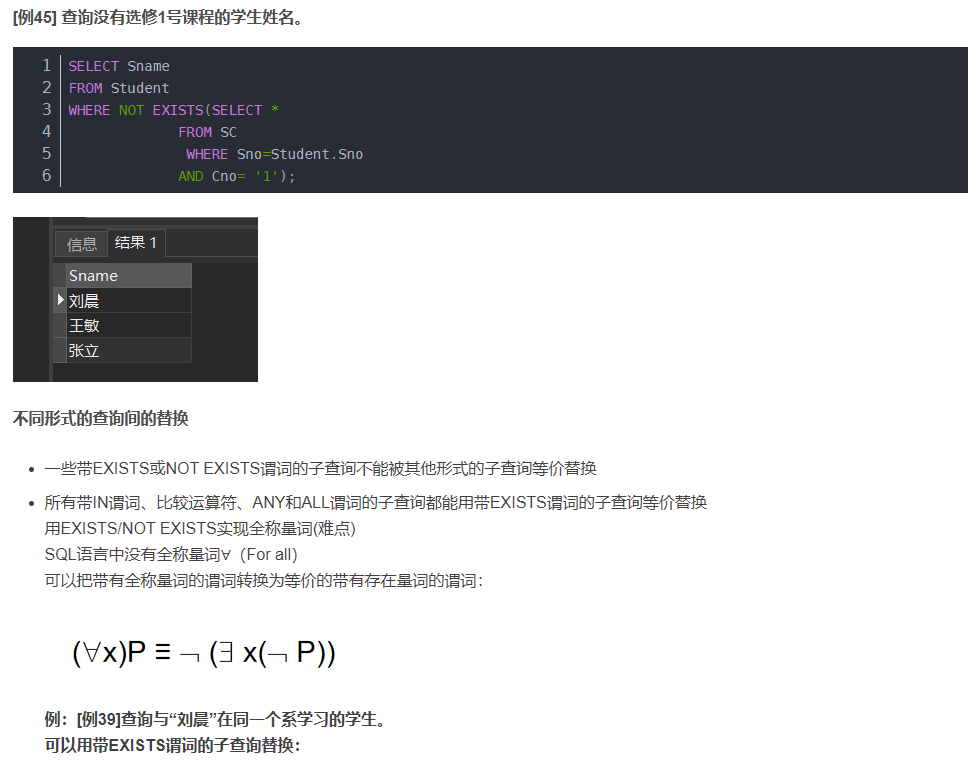 [例45] 查询没有选修1号课程的学生姓名。
1 SELECT Sname
2 FROM Student
3 WHERE NOT EXISTS(SELECT *
4 FROM SC
5 WHERE Sno=Student.Sno
6 AND Cno= '1');
信息 结果 1
Sname
刘晨
王敏
张立
不同形式的查询间的替换
• 一些带EXISTS或NOT EXISTS谓词的子查询不能被其他形式的子查询等价替换
• 所有带IN谓词、比较运算符、ANY和ALL谓词的子查询都能用带EXISTS谓词的子查询等价替换
用EXISTS/NOT EXISTS实现全称量词(难点)
SQL语言中没有全称量词∀（For all）
可以把带有全称量词的谓词转换为等价的带有存在量词的谓词：
(∀x)P ≡ ¬ (∃ x(¬ P))
例：[例39]查询与“刘晨”在同一个系学习的学生。
可以用带EXISTS谓词的子查询替换：